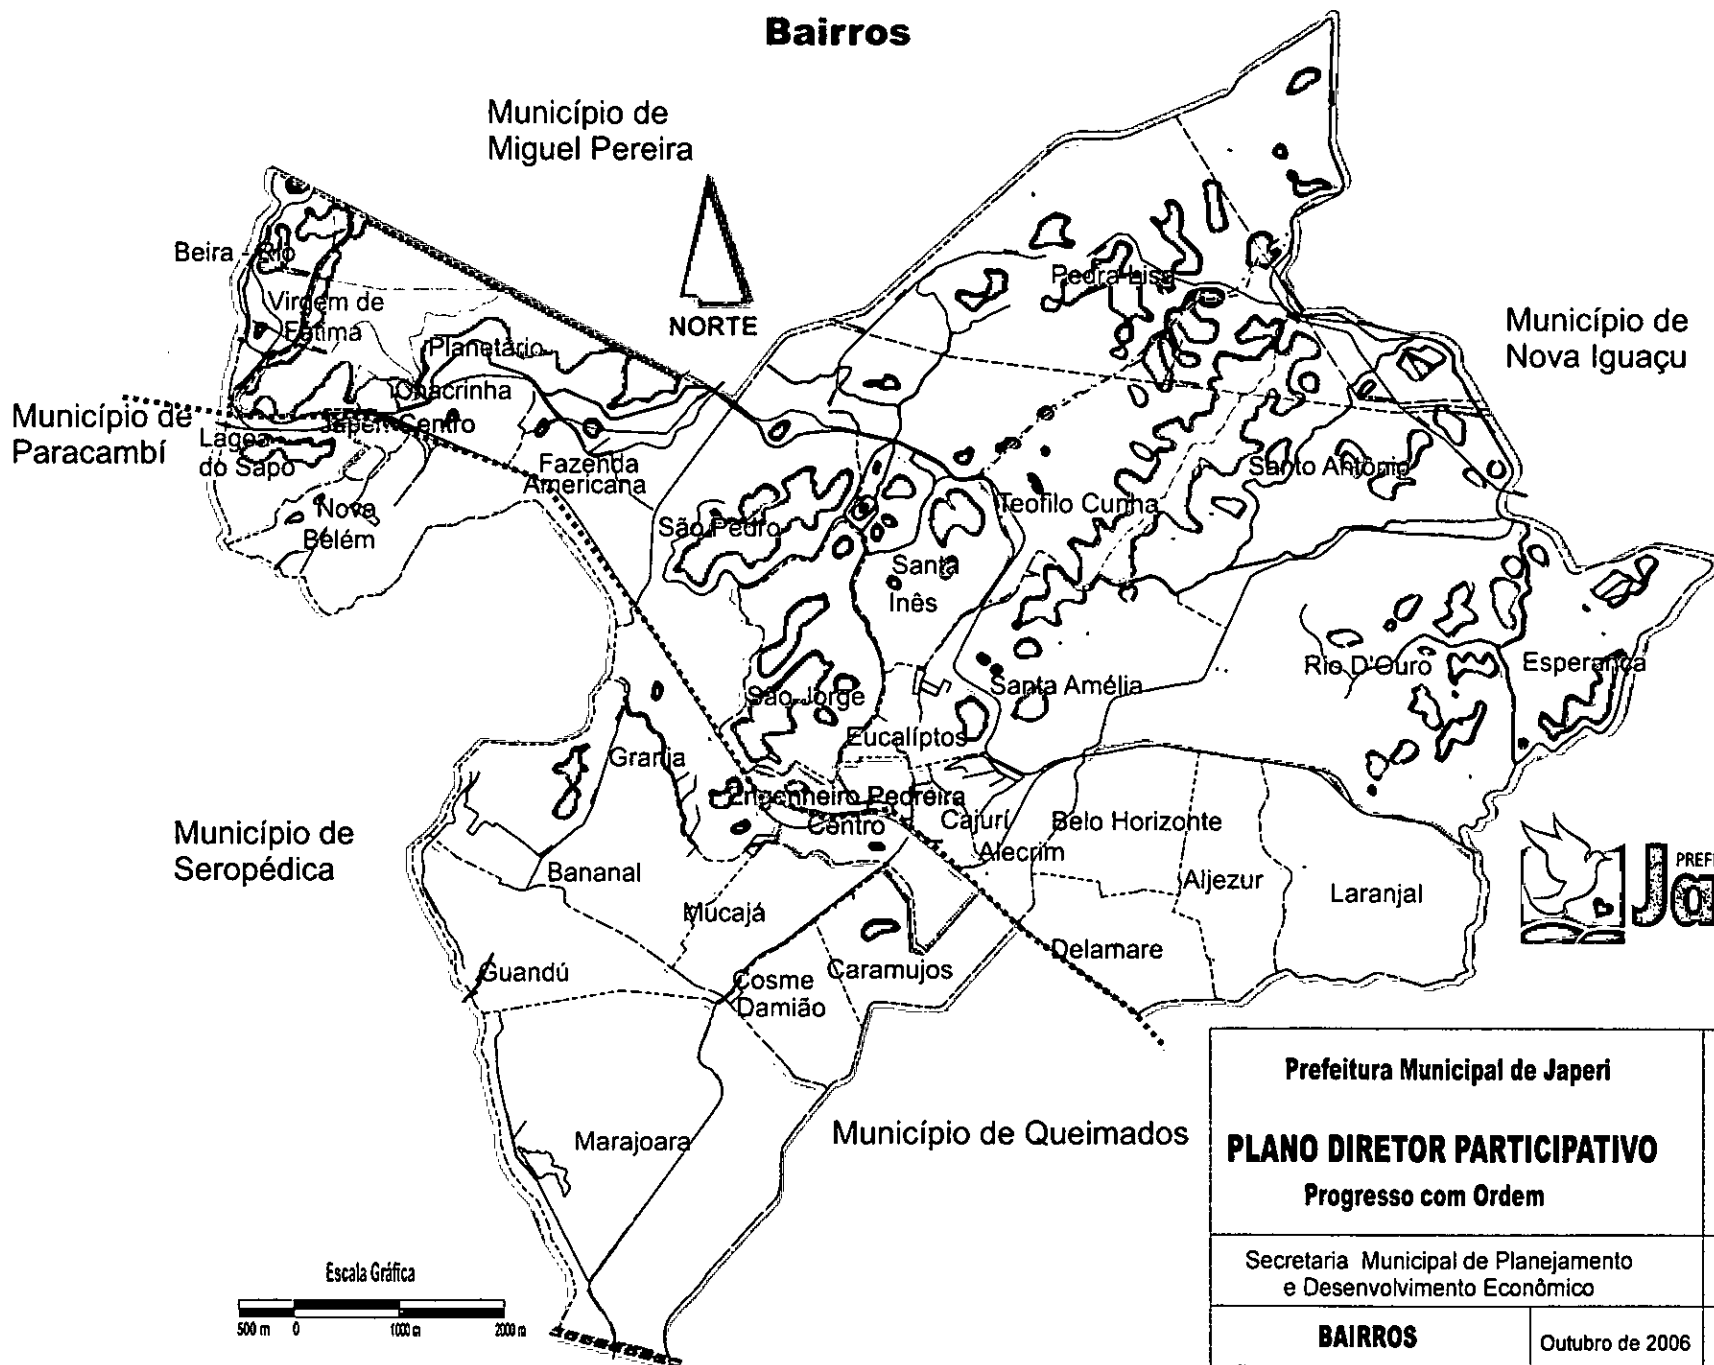 Bairros
Município de
Miguel Pereira
NORTE
Beira - Rio
Virgem de
Fátima
Planetário
Chacrinha
Japeri Centro
Município de
Paracambí
Lagoa
do Sapo
Nova
Belém
Fazenda
Americana
São Pedro
Pedra Lisa
Município de
Nova Iguaçu
Santo Antônio
Teofilo Cunha
Santa
Inês
Rio D'Ouro
Esperança
Santa Amélia
São Jorge
Eucalíptos
Granja
Engenheiro Pedreira
Centro
Cajurí
Alecrim
Belo Horizonte
Aljezur
Laranjal
Município de
Seropédica
Bananal
Mucajá
Guandú
Cosme
Damião
Caramujos
Delamare
Marajoara
Município de Queimados
PREFE
Ja
Prefeitura Municipal de Japeri
PLANO DIRETOR PARTICIPATIVO
Progresso com Ordem
Secretaria Municipal de Planejamento
e Desenvolvimento Econômico
BAIRROS
Outubro de 2006
Escala Gráfica
500 m 0 1000 m 2000 m